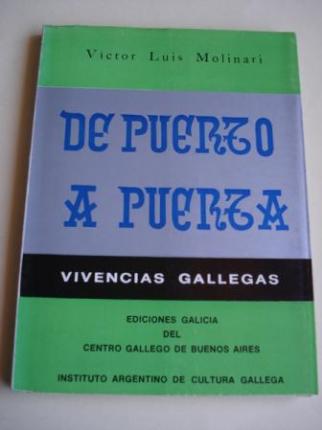 Victor Luis Molinari
DE PUERTO
A PUERTA
VIVENCIAS GALLEGAS
EDICIONES GALICIA
DEL
CENTRO GALLEGO DE BUENOS AIRES
INSTITUTO ARGENTINO DE CULTURA GALLEGA